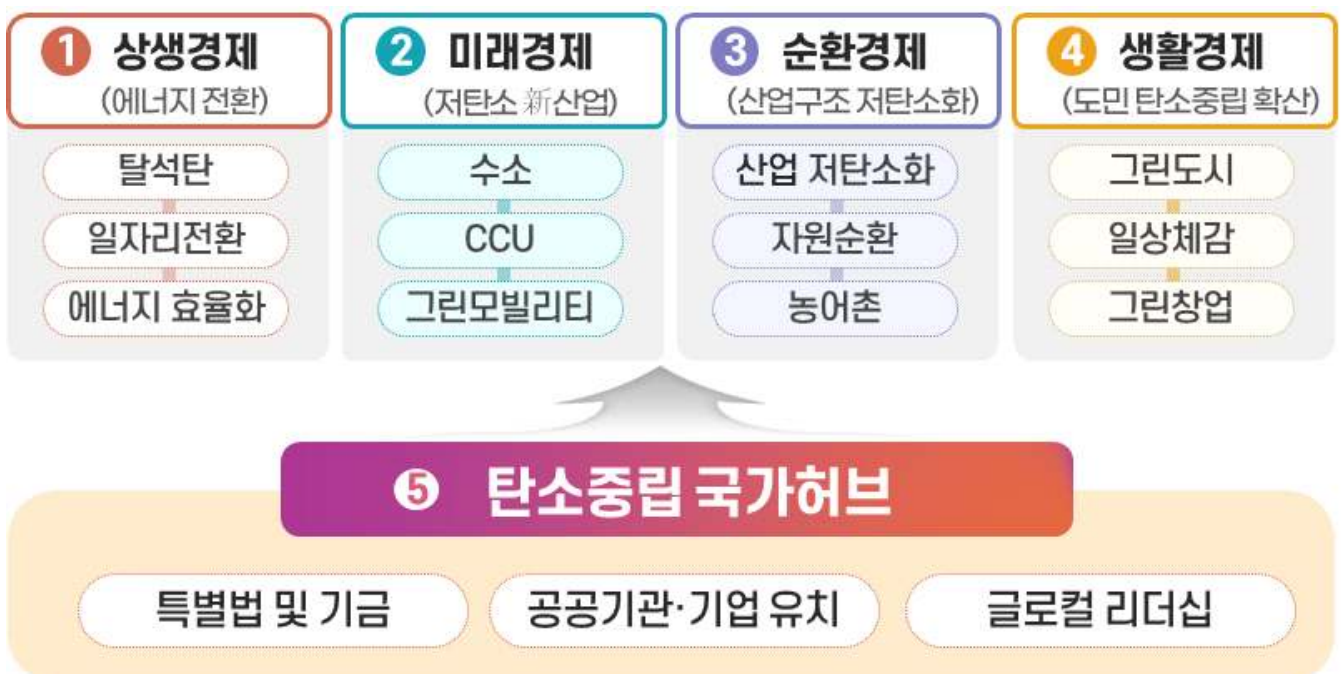 1 상생경제
(에너지 전환)
탈석탄
일자리전환
에너지 효율화
2 미래경제
(저탄소 新산업)
수소
CCU
그린모빌리티
3 순환경제
(산업구조 저탄소화)
산업 저탄소화
자원순환
농어촌
4 생활경제
(도민 탄소중립 확산)
그린도시
일상체감
그린창업
5 탄소중립 국가허브
특별법 및 기금
공공기관·기업 유치
글로컬 리더십